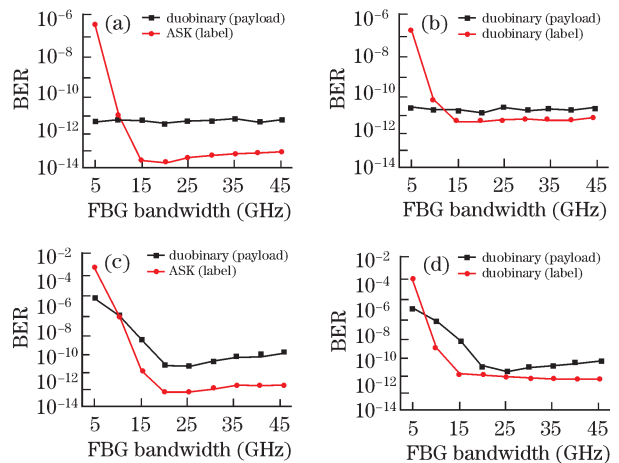 (a)
duobinary (payload)
ASK (label)
BER
10⁻⁶
10⁻¹⁰
10⁻¹²
10⁻¹⁴
5 15 25 35 45
FBG bandwidth (GHz)
(b)
duobinary (payload)
duobinary (label)
BER
10⁻⁶
10⁻¹⁰
10⁻¹²
10⁻¹⁴
5 15 25 35 45
FBG bandwidth (GHz)
(c)
duobinary (payload)
ASK (label)
BER
10⁻²
10⁻⁴
10⁻⁶
10⁻⁸
10⁻¹⁰
10⁻¹²
10⁻¹⁴
5 15 25 35 45
FBG bandwidth (GHz)
(d)
duobinary (payload)
duobinary (label)
BER
10⁻²
10⁻⁴
10⁻⁶
10⁻⁸
10⁻¹⁰
10⁻¹²
10⁻¹⁴
5 15 25 35 45
FBG bandwidth (GHz)